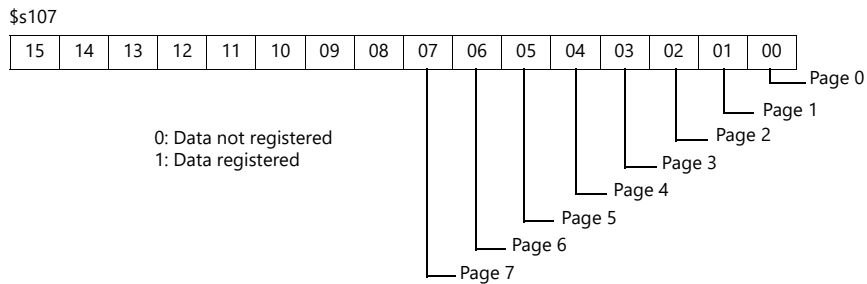 $s107
15 14 13 12 11 10 09 08 07 06 05 04 03 02 01 00
Page 0
Page 1
0: Data not registered
Page 2
1: Data registered
Page 3
Page 4
Page 5
Page 6
Page 7